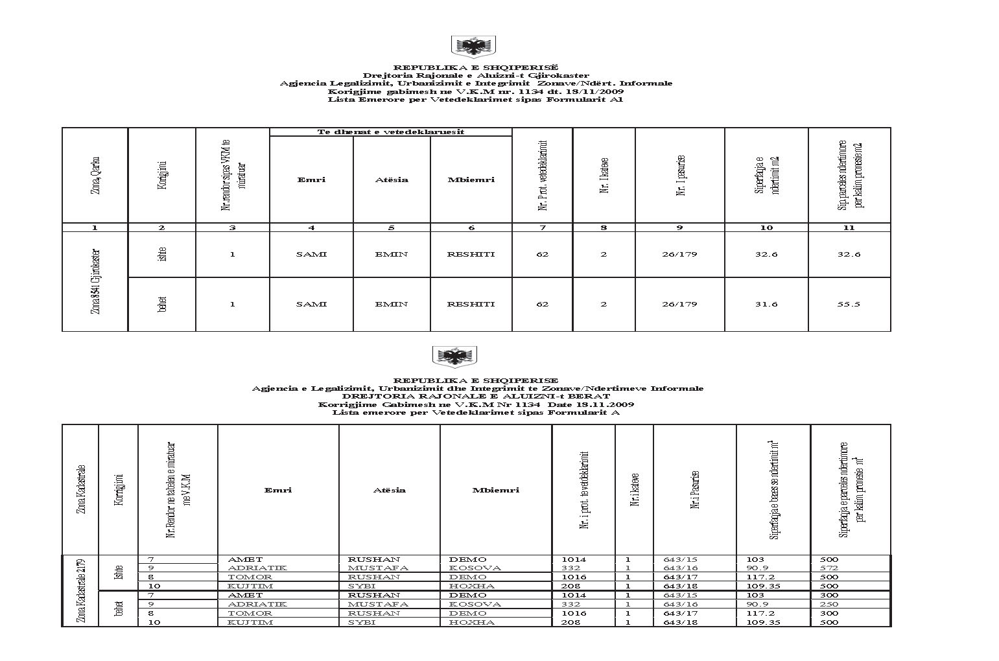 REPUBLIKA E SHQIPERISË
Drejtoria Rajonale e Aluizni-t Gjirokaster
Agjencia Legalizimit, Urbanizimit e Integrimit Zonave/Ndërt. Informale
Korigjime gabimesh ne V.K.M nr. 1134 dt. 18/11/2009
Lista Emerore per Vetedeklarimet sipas Formularit A1
Zona, Qarku
Korigjimi
Nr.rendor sipas VKM te
miratuar
Te dhenat e vetedeklaruesit
Emri
Atësia
Mbiemri
Nr. Prot. vetedeklarimit
Nr. I kateve
Nr. I pasurise
Siperfaqja e
ndertimit m2
Sip.parceles ndertimore
per kalim pronesie m2
1 2 3 4 5 6 7 8 9 10 11
Zona 8541 Gjirokaster
ishte 1 SAMI EMIN RESHITI 62 2 26/179 32.6 32.6
behet 1 SAMI EMIN RESHITI 62 2 26/179 31.6 55.5
REPUBLIKA E SHQIPERISE
Agjencia e Legalizimit, Urbanizimit dhe Integrimit te Zonave/Ndertimeve Informale
DREJTORIA RAJONALE E ALUIZNI-t BERAT
Korrigjime Gabimesh ne V.K.M Nr 1134 Date 18.11.2009
Lista emerore per Vetedeklarimet sipas Formularit A
Zona Kadastrale
Korrigjimi
Nr.Rendor ne tabelen e miratuar
me V.K.M
Emri
Atësia
Mbiemri
Nr. i prot. te vetdeklarimit
Nr.i kateve
Nr.i Pasurise
Siperfaqja e bazes se ndertimit m²
Siperfaqja e parceles ndertimore
per kalim pronesie m²
Zona Kadastrale 2179
ishte
7 AMET RUSHAN DEMO 1014 1 643/15 103 500
9 ADRIATIK MUSTAFA KOSOVA 332 1 643/16 90.9 572
8 TOMOR RUSHAN DEMO 1016 1 643/17 117.2 500
10 KUJTIM SYBI HOXHA 208 1 643/18 109.35 500
behet
7 AMET RUSHAN DEMO 1014 1 643/15 103 300
9 ADRIATIK MUSTAFA KOSOVA 332 1 643/16 90.9 250
8 TOMOR RUSHAN DEMO 1016 1 643/17 117.2 300
10 KUJTIM SYBI HOXHA 208 1 643/18 109.35 500